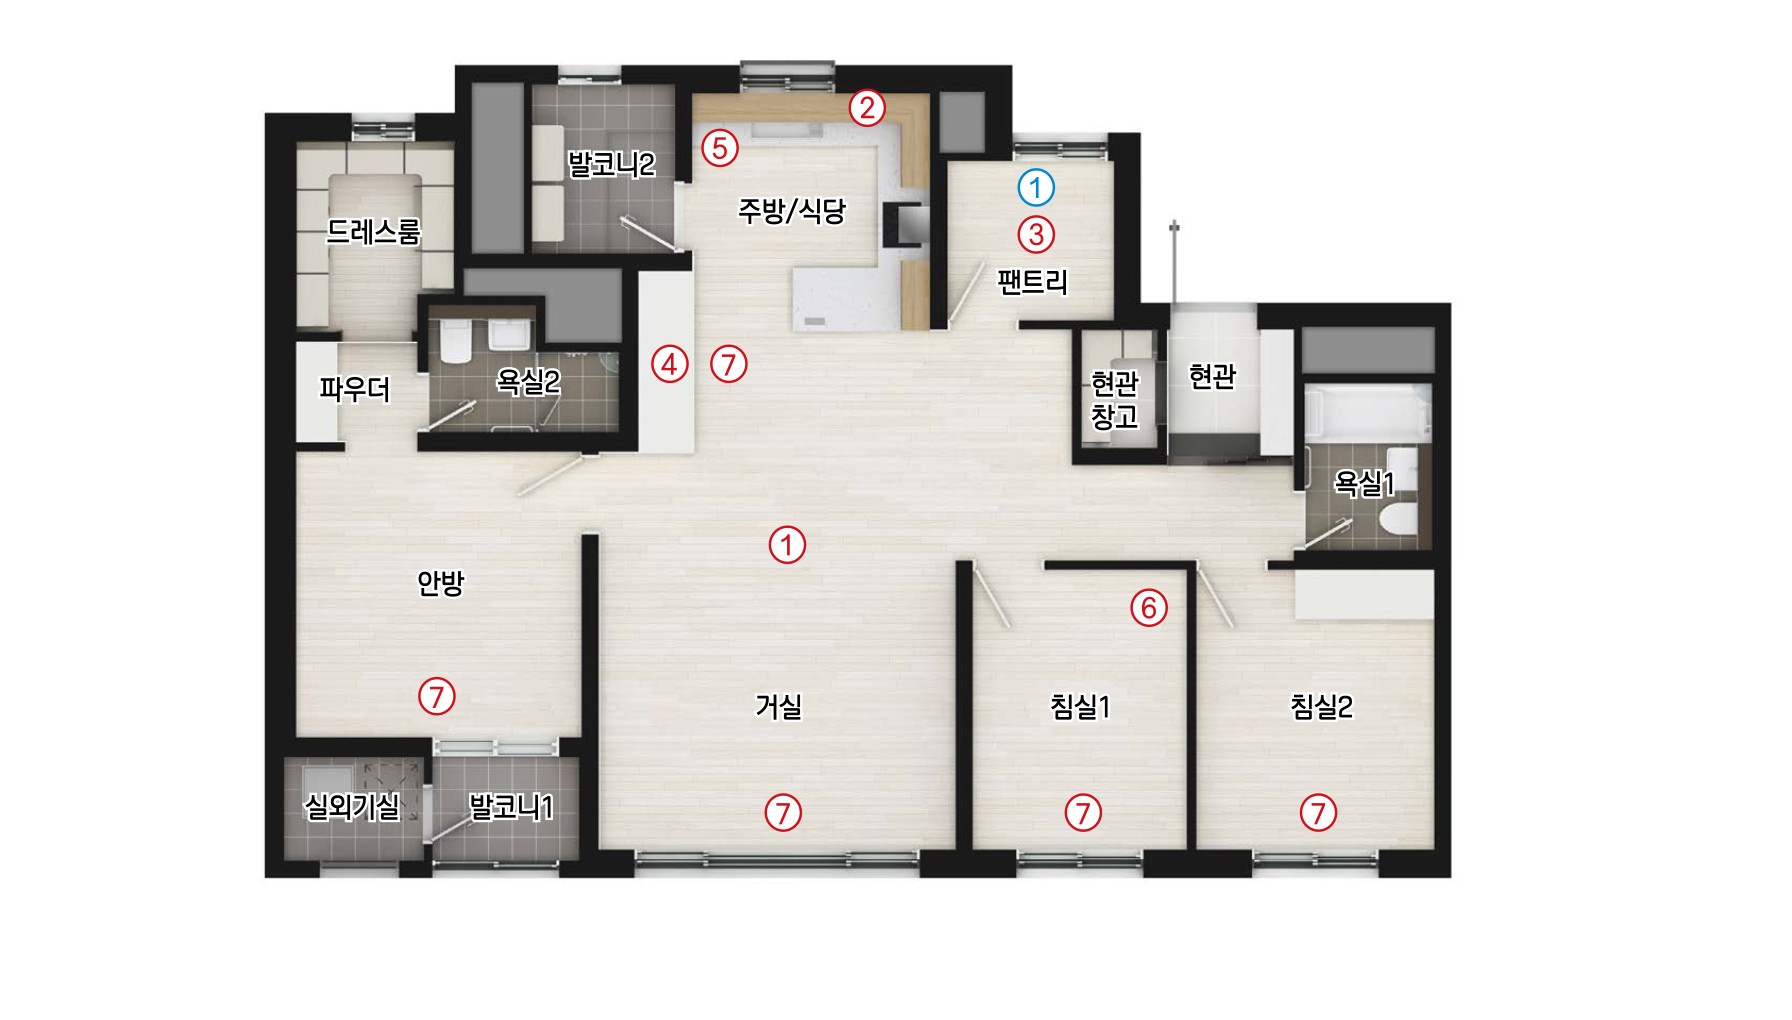 ②
⑤
발코니2
①
주방/식당
드레스룸
③
팬트리
④
⑦
현관
창고
현관
파우더
욕실2
욕실1
①
안방
⑥
⑦
거실
침실1
침실2
실외기실
발코니1
⑦
⑦
⑦